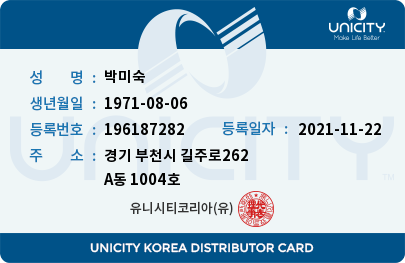 UNICITY
Make Life Better
성 명 : 박미숙
생년월일 : 1971-08-06
등록번호 : 196187282 등록일자 : 2021-11-22
주 소 : 경기 부천시 길주로262
A동 1004호
유니시티코리아(유)
UNICITY
TM
UNICITY KOREA DISTRIBUTOR CARD